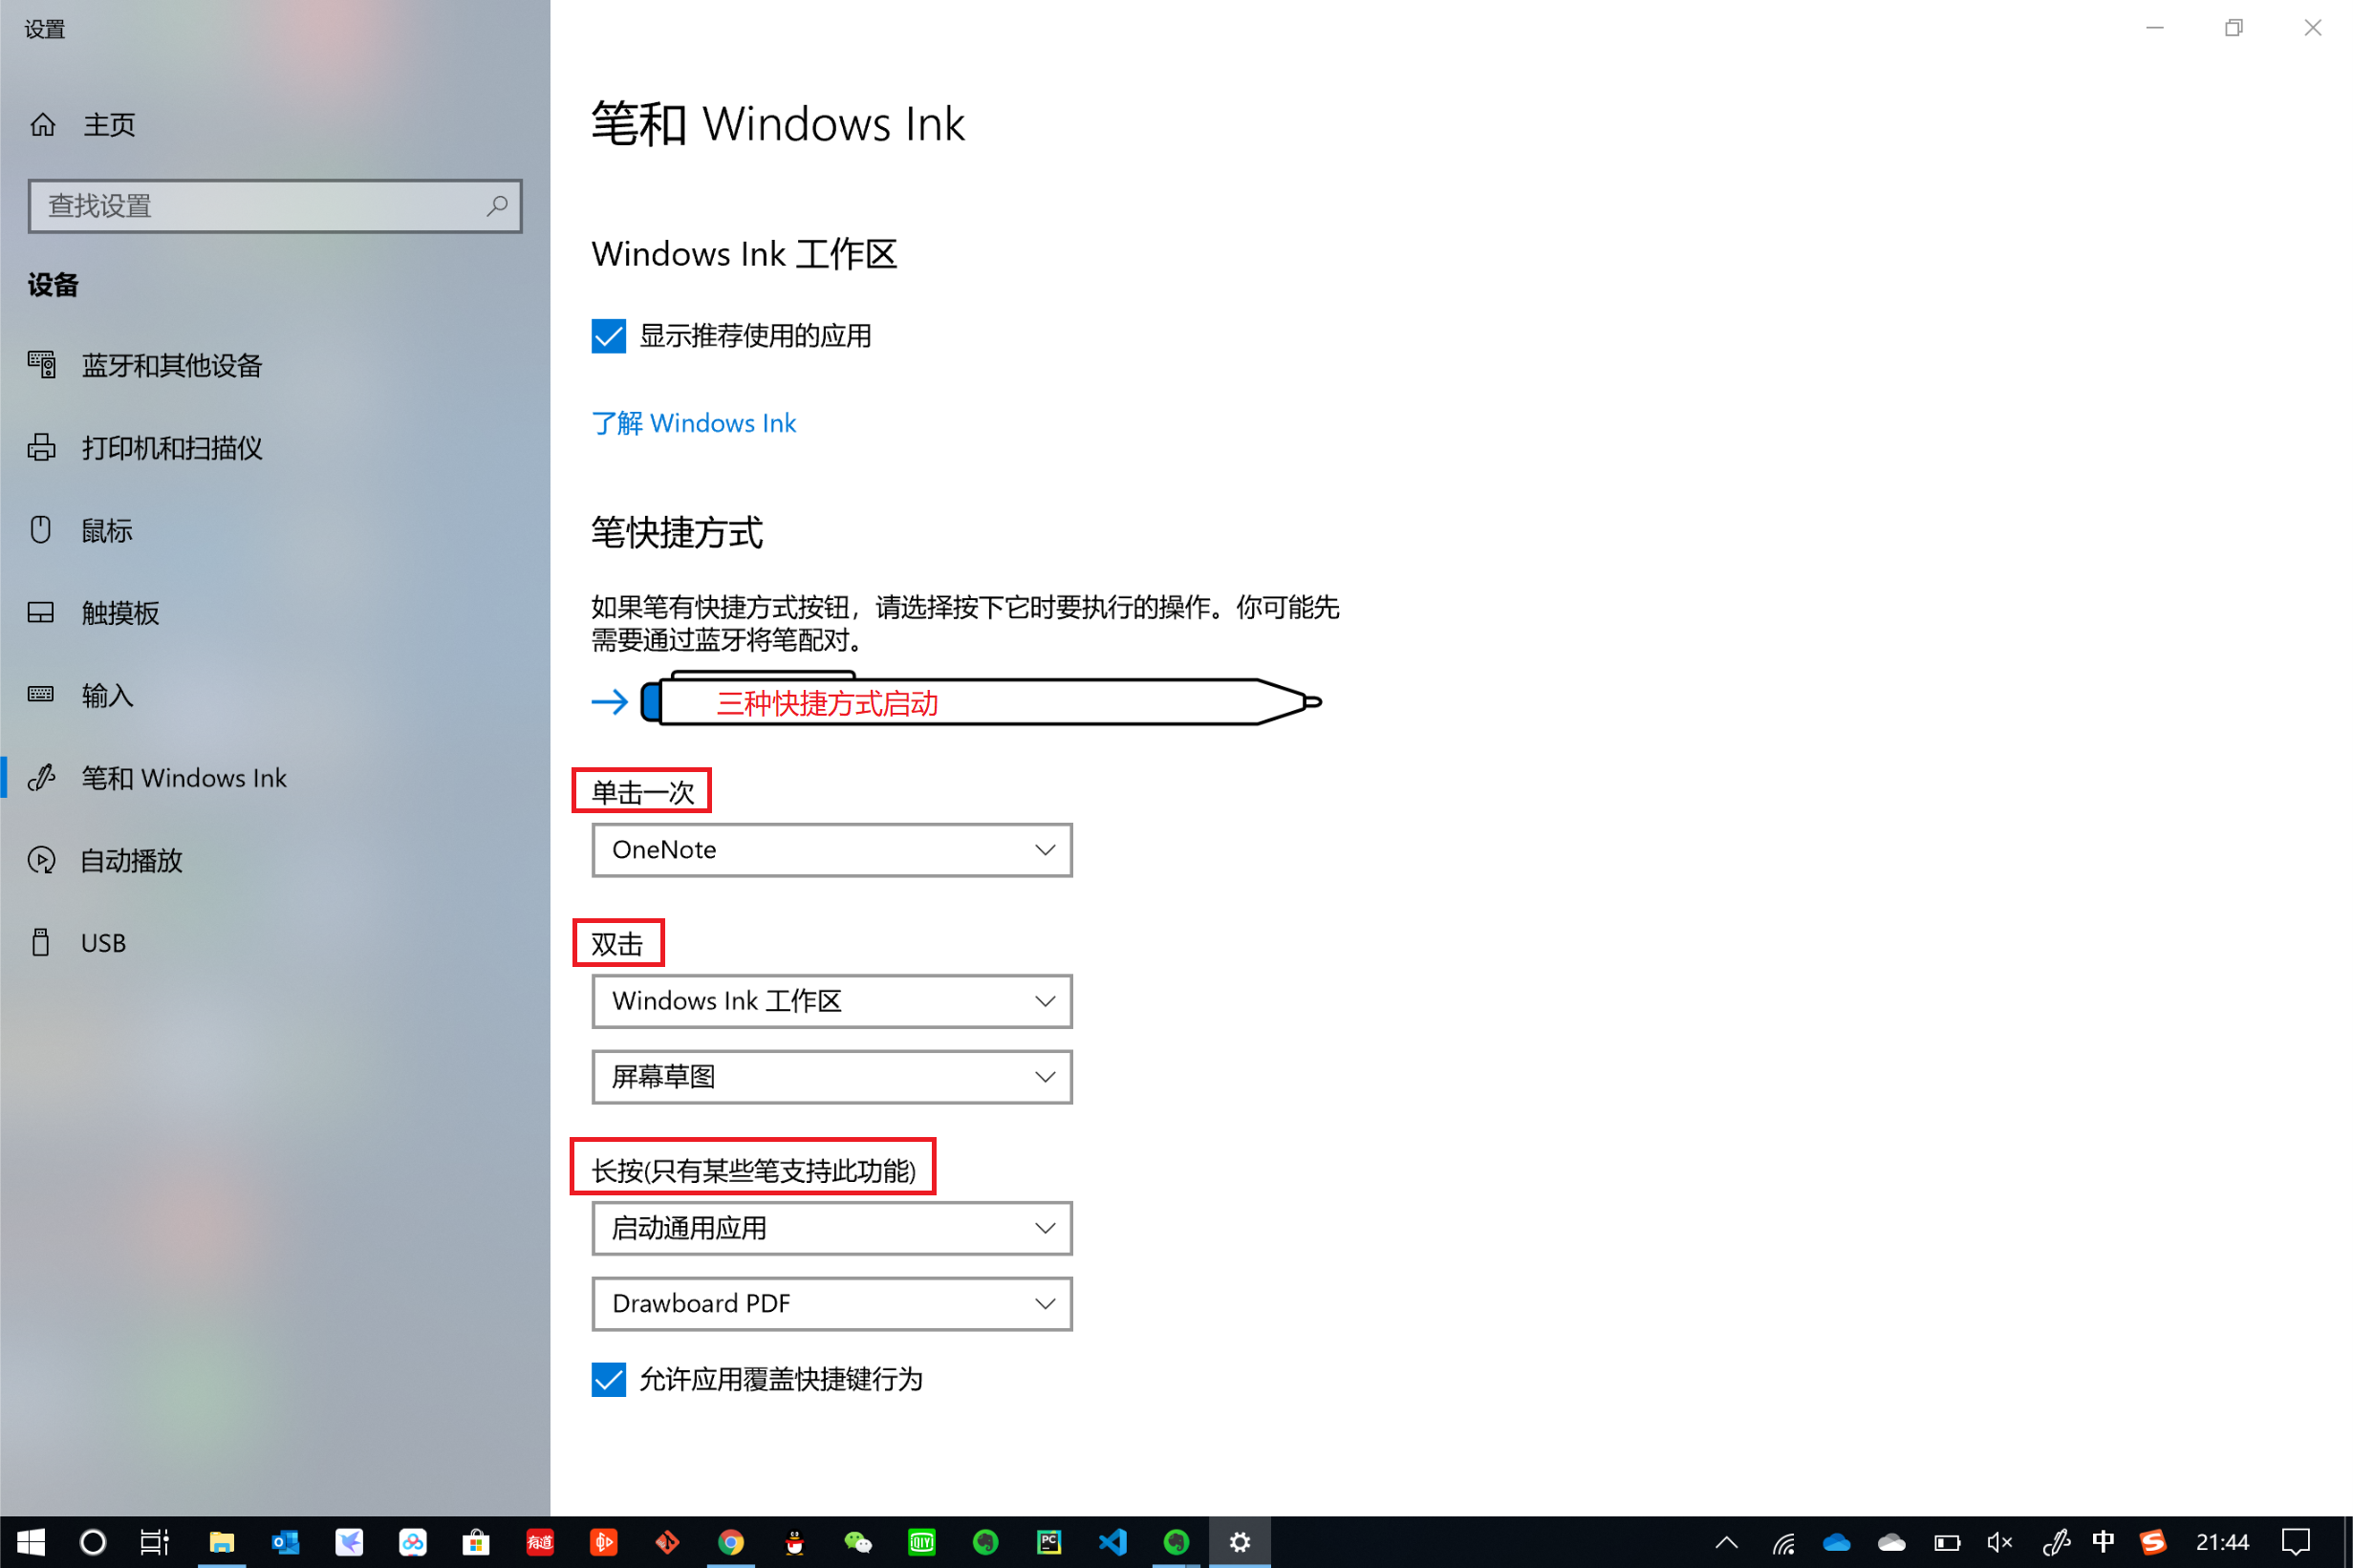 设置
主页
查找设置
设备
蓝牙和其他设备
打印机和扫描仪
鼠标
触摸板
输入
笔和 Windows Ink
自动播放
USB
笔和 Windows Ink
Windows Ink 工作区
显示推荐使用的应用
了解 Windows Ink
笔快捷方式
如果笔有快捷方式按钮，请选择按下它时要执行的操作。你可能先
需要通过蓝牙将笔配对。
三种快捷方式启动
单击一次
OneNote
双击
Windows Ink 工作区
屏幕草图
长按(只有某些笔支持此功能)
启动通用应用
Drawboard PDF
允许应用覆盖快捷键行为
有道
DIY
PC
中
21:44